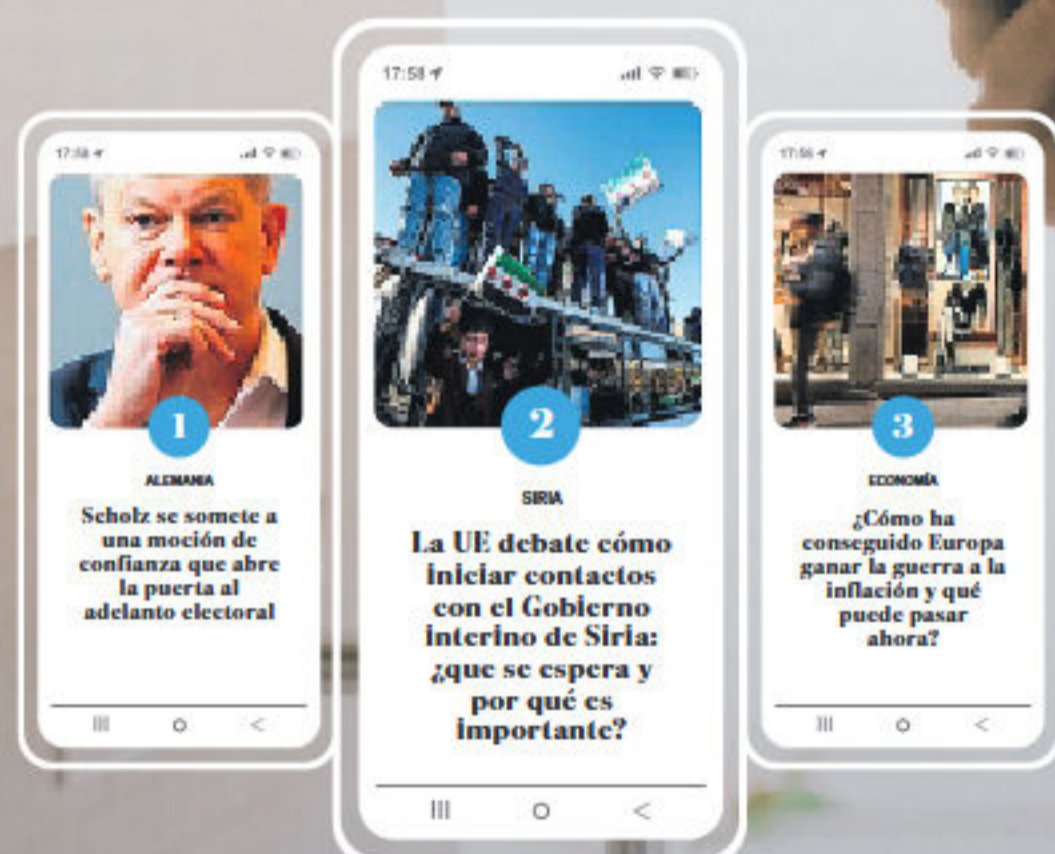 17:58
1
ALEMANIA
Scholz se somete a
una moción de
confianza que abre
la puerta al
adelanto electoral
17:58
2
SIRIA
La UE debate cómo
iniciar contactos
con el Gobierno
interino de Siria:
¿que se espera y
por qué es
importante?
17:58
3
ECONOMÍA
¿Cómo ha
conseguido Europa
ganar la guerra a la
inflación y qué
puede pasar
ahora?